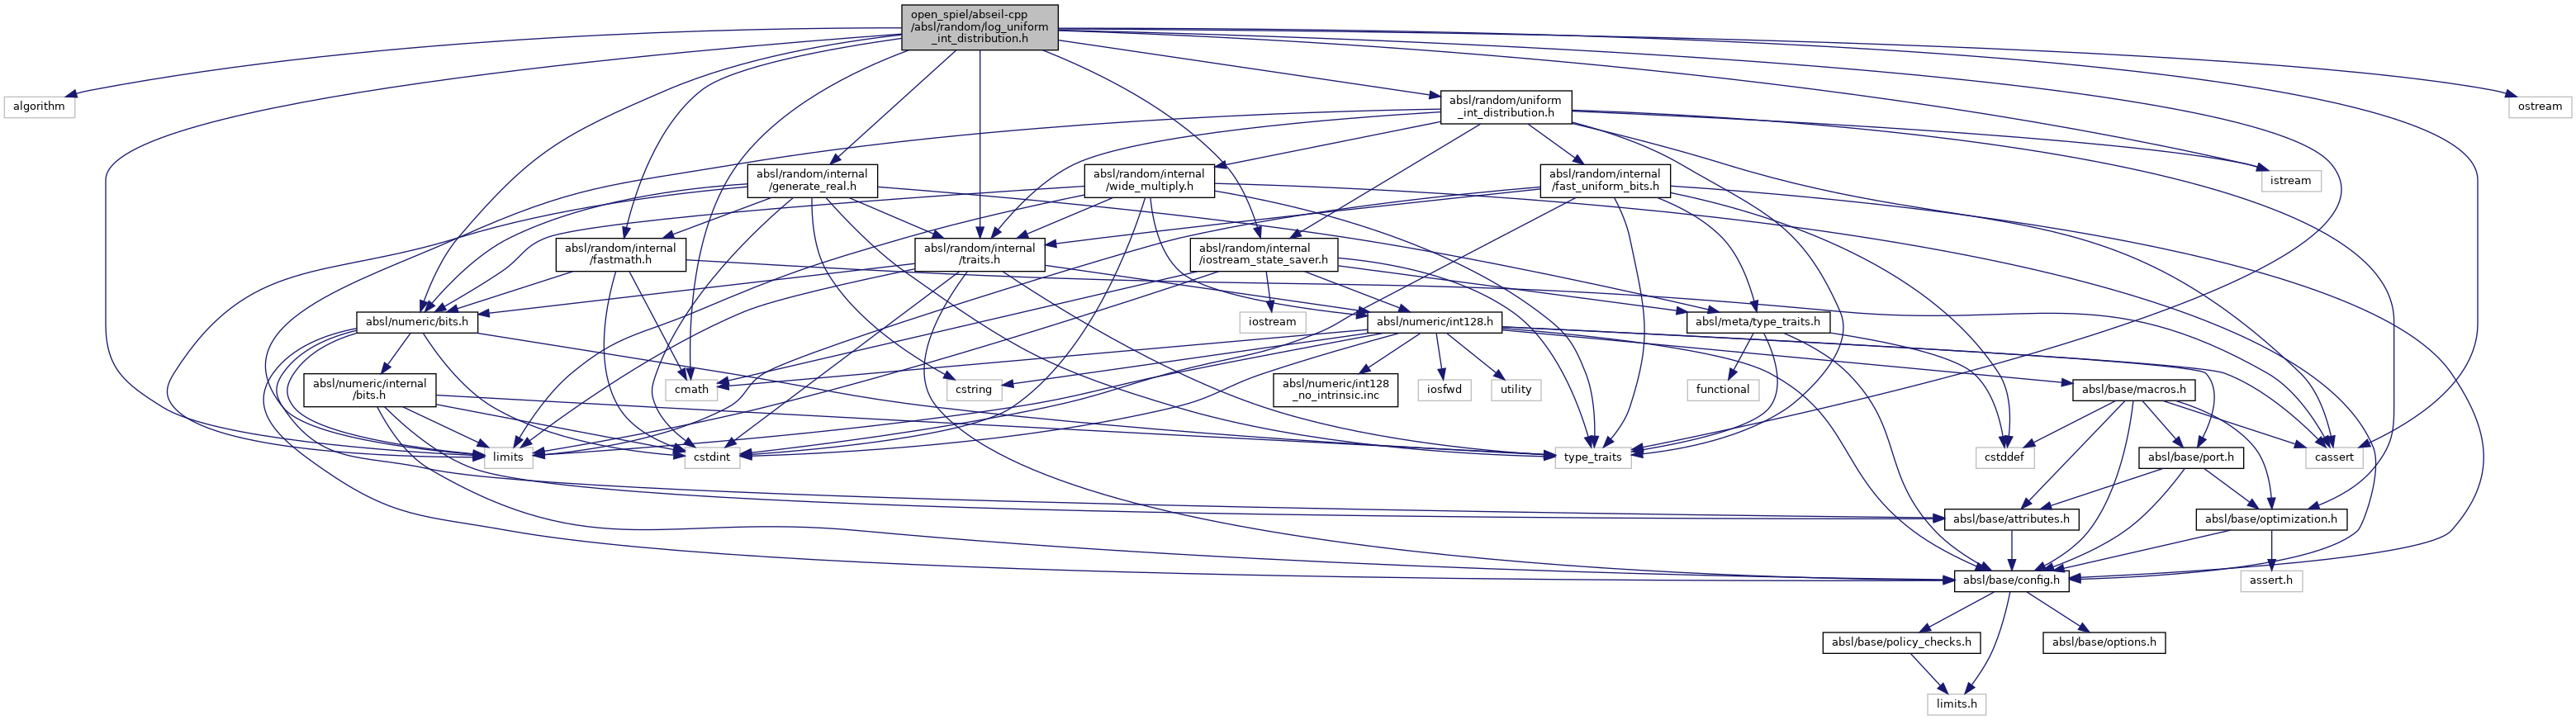 open_spiel/abseil-cpp
/absl/random/log_uniform
_int_distribution.h
algorithm
absl/random/uniform
_int_distribution.h
ostream
absl/random/internal
/generate_real.h
absl/random/internal
/wide_multiply.h
absl/random/internal
/fast_uniform_bits.h
istream
absl/random/internal
/fastmath.h
absl/random/internal
/traits.h
absl/random/internal
/iostream_state_saver.h
absl/numeric/bits.h
iostream
absl/numeric/int128.h
absl/meta/type_traits.h
absl/numeric/internal
/bits.h
cmath
cstring
absl/numeric/int128
_no_intrinsic.inc
iosfwd
utility
functional
absl/base/macros.h
limits
cstdint
type_traits
cstddef
absl/base/port.h
cassert
absl/base/attributes.h
absl/base/optimization.h
absl/base/config.h
assert.h
absl/base/policy_checks.h
absl/base/options.h
limits.h